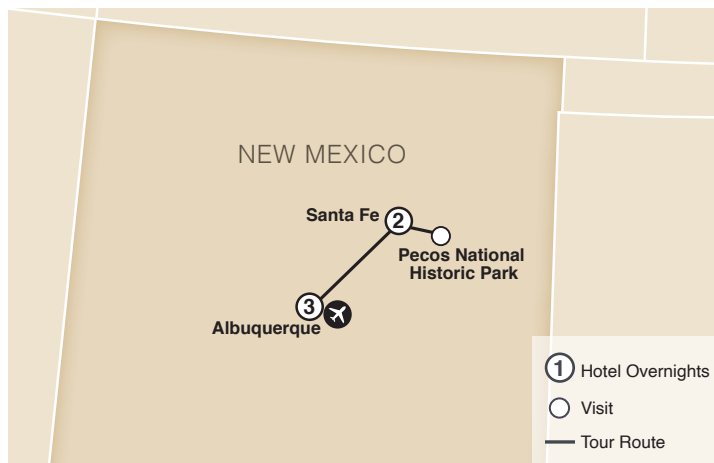 NEW MEXICO
Santa Fe
2
Pecos National
Historic Park
3
Albuquerque
1 Hotel Overnights
Visit
Tour Route